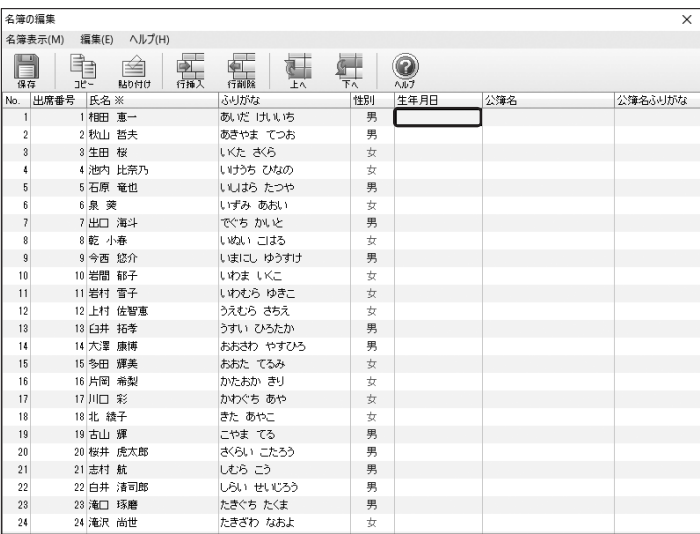 名簿の編集 ×
名簿表示(M) 編集(E) ヘルプ(H)
保存 コピー 貼り付け 行挿入 行削除 上へ 下へ ヘルプ
No. 出席番号 氏名 ※ ふりがな 性別 生年月日 公簿名 公簿名ふりがな
1 1 相田 恵一 あいだ けいいち 男
2 2 秋山 哲夫 あきやま てつお 男
3 3 生田 桜 いくた さくら 女
4 4 池内 比奈乃 いけうち ひなの 女
5 5 石原 竜也 いしはら たつや 男
6 6 泉 葵 いずみ あおい 女
7 7 出口 海斗 でぐち かいと 男
8 8 乾 小春 いぬい こはる 女
9 9 今西 悠介 いまにし ゆうすけ 男
10 10 岩間 郁子 いわま いくこ 女
11 11 岩村 雪子 いわむら ゆきこ 女
12 12 上村 佐智恵 うえむら さちえ 女
13 13 臼井 拓孝 うすい ひろたか 男
14 14 大澤 康博 おおさわ やすひろ 男
15 15 多田 輝美 おおた てるみ 女
16 16 片岡 希梨 かたおか きり 女
17 17 川口 彩 かわぐち あや 女
18 18 北 綾子 きた あやこ 女
19 19 古山 輝 こやま てる 男
20 20 桜井 虎太郎 さくらい こたろう 男
21 21 志村 航 しむら こう 男
22 22 白井 清司郎 しらい せいじろう 男
23 23 滝口 琢磨 たきぐち たくま 男
24 24 滝沢 尚世 たきざわ なおよ 女